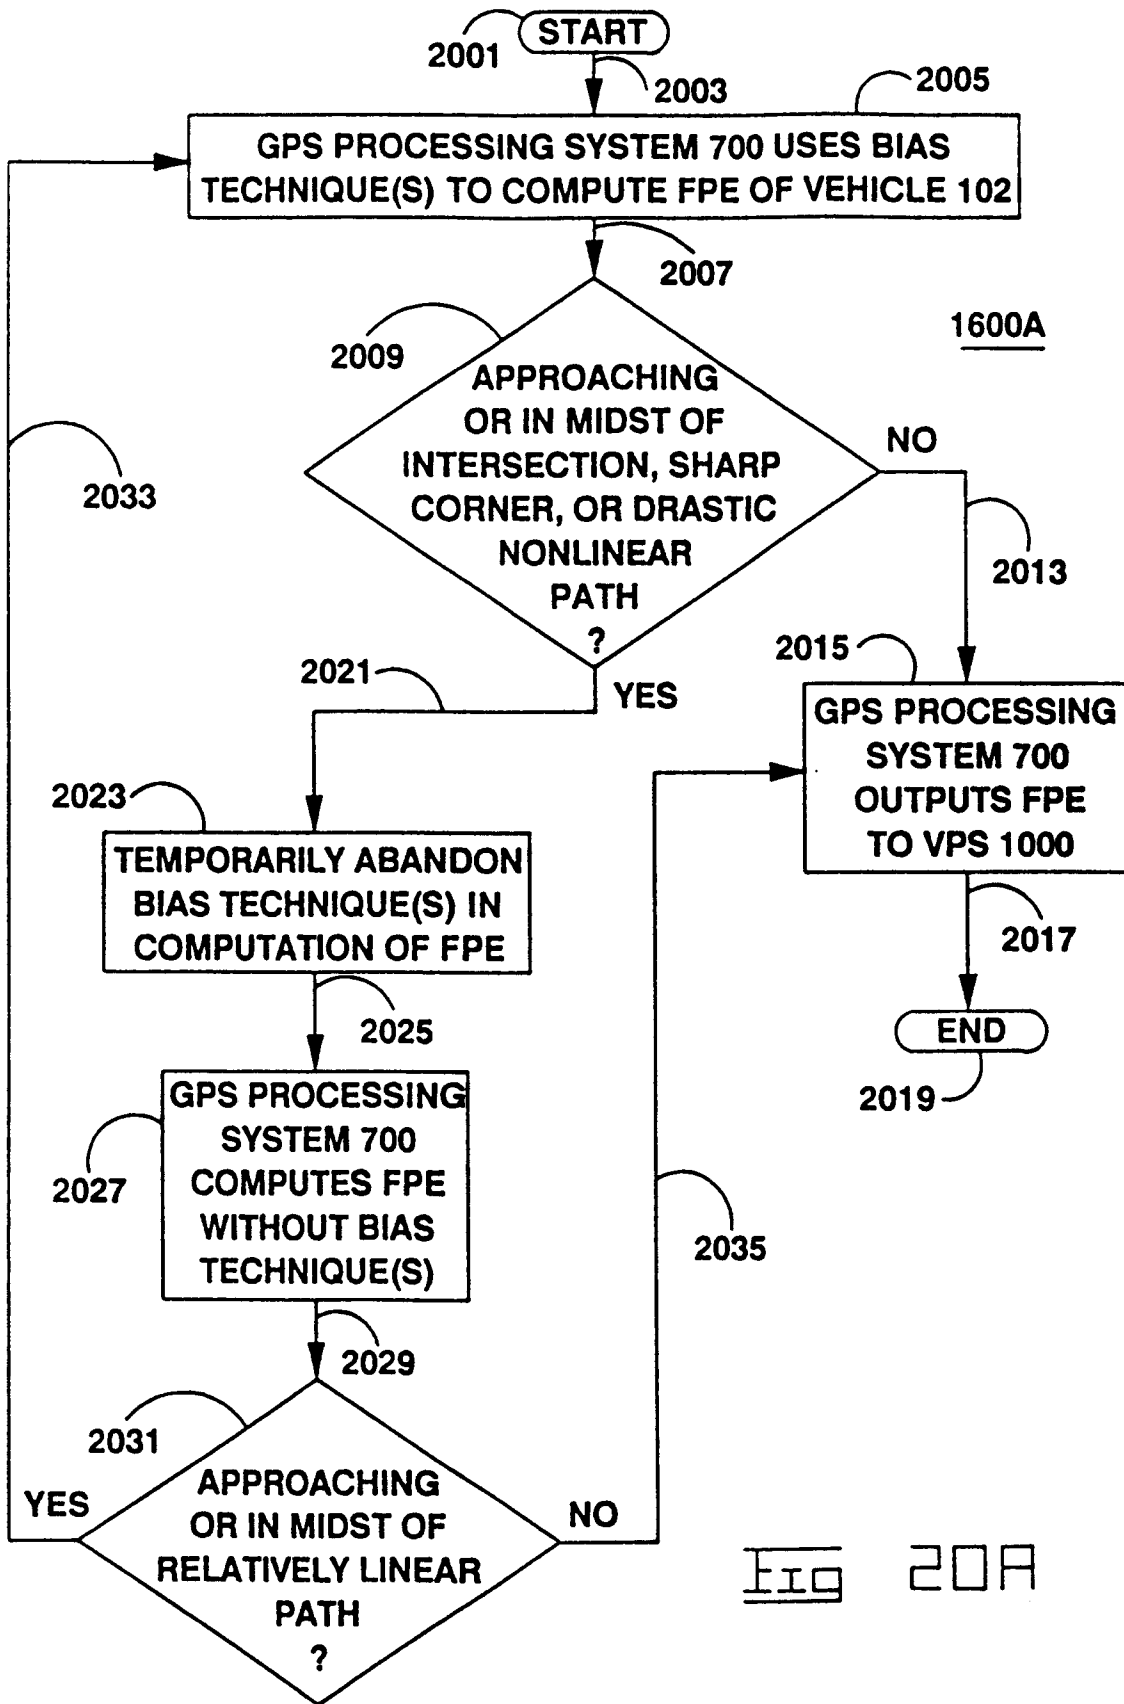 START
2001
2003
2005
GPS PROCESSING SYSTEM 700 USES BIAS
TECHNIQUE(S) TO COMPUTE FPE OF VEHICLE 102
2007
1600A
2009
APPROACHING
OR IN MIDST OF
INTERSECTION, SHARP
CORNER, OR DRASTIC
NONLINEAR
PATH
?
NO
2033
2013
2015
2021
YES
GPS PROCESSING
SYSTEM 700
OUTPUTS FPE
TO VPS 1000
2023
TEMPORARILY ABANDON
BIAS TECHNIQUE(S) IN
COMPUTATION OF FPE
2017
2025
END
2019
GPS PROCESSING
SYSTEM 700
COMPUTES FPE
WITHOUT BIAS
TECHNIQUE(S)
2027
2035
2029
2031
APPROACHING
OR IN MIDST OF
RELATIVELY LINEAR
PATH
?
YES
NO
Fig 20A